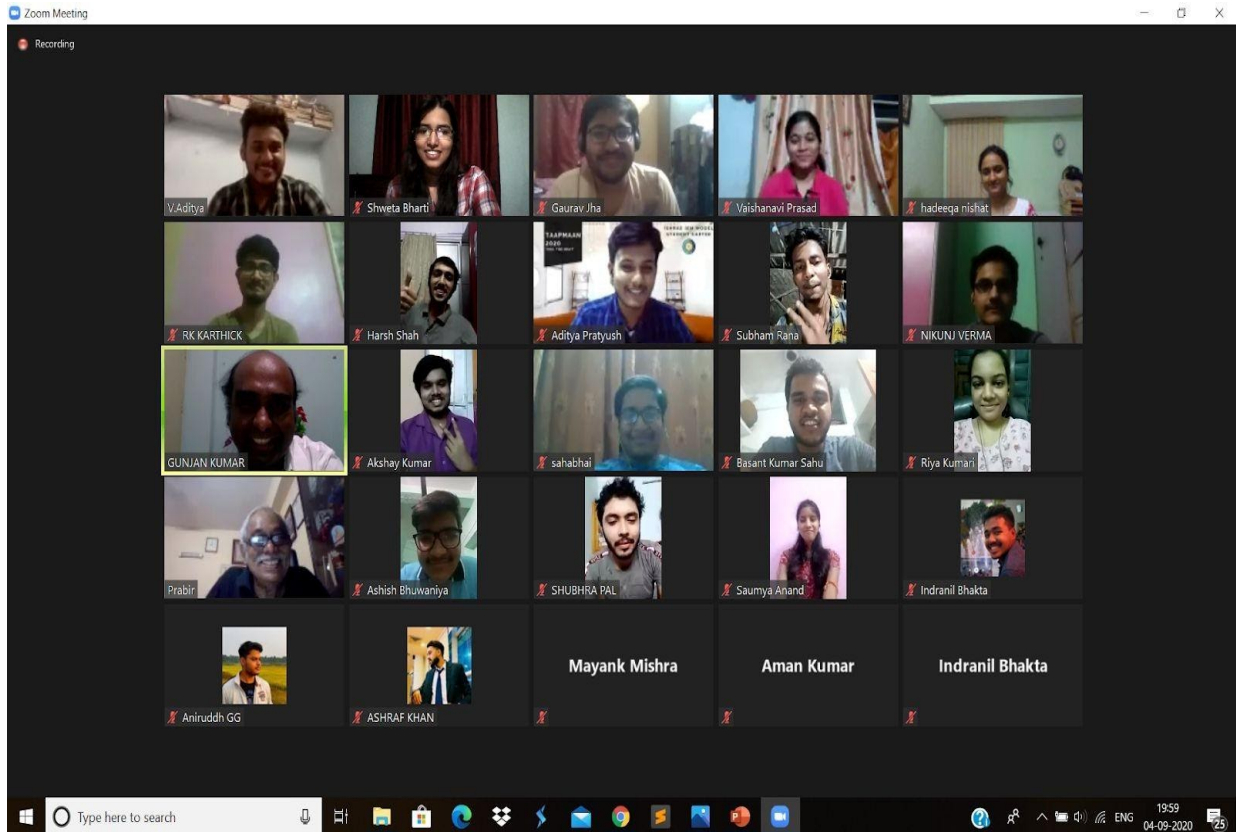 Zoom Meeting
Recording
V.Aditya
Shweta Bharti
Gaurav Jha
Vaishanavi Prasad
hadeeqa nishat
TAAPMAAN
2020
RK KARTHICK
Harsh Shah
Aditya Pratyush
Subham Rana
NIKUNJ VERMA
GUNJAN KUMAR
Akshay Kumar
sahabhai
Basant Kumar Sahu
Riya Kumari
Prabir
Ashish Bhuwaniya
SHUBHRA PAL
Saumya Anand
Indranil Bhakta
Mayank Mishra
Aman Kumar
Indranil Bhakta
Aniruddh GG
ASHRAF KHAN
Type here to search
ENG
19:59
04-09-2020
25